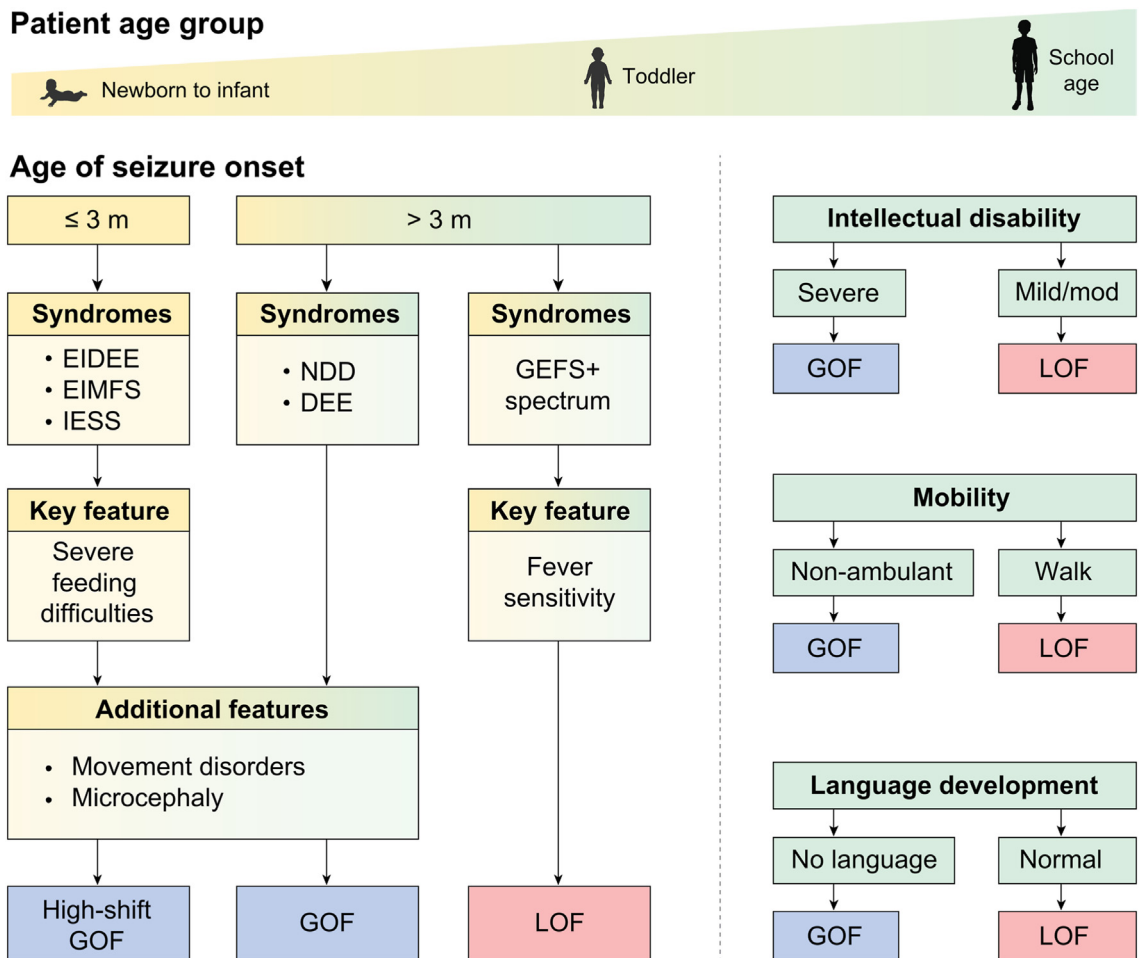 Patient age group
Newborn to infant
Toddler
School
age
Age of seizure onset
≤ 3 m
> 3 m
Syndromes
• EIDEE
• EIMFS
• IESS
Syndromes
• NDD
• DEE
Syndromes
GEFS+
spectrum
Key feature
Severe
feeding
difficulties
Key feature
Fever
sensitivity
Additional features
• Movement disorders
• Microcephaly
High-shift
GOF
GOF
LOF
Intellectual disability
Severe
Mild/mod
GOF
LOF
Mobility
Non-ambulant
Walk
GOF
LOF
Language development
No language
Normal
GOF
LOF